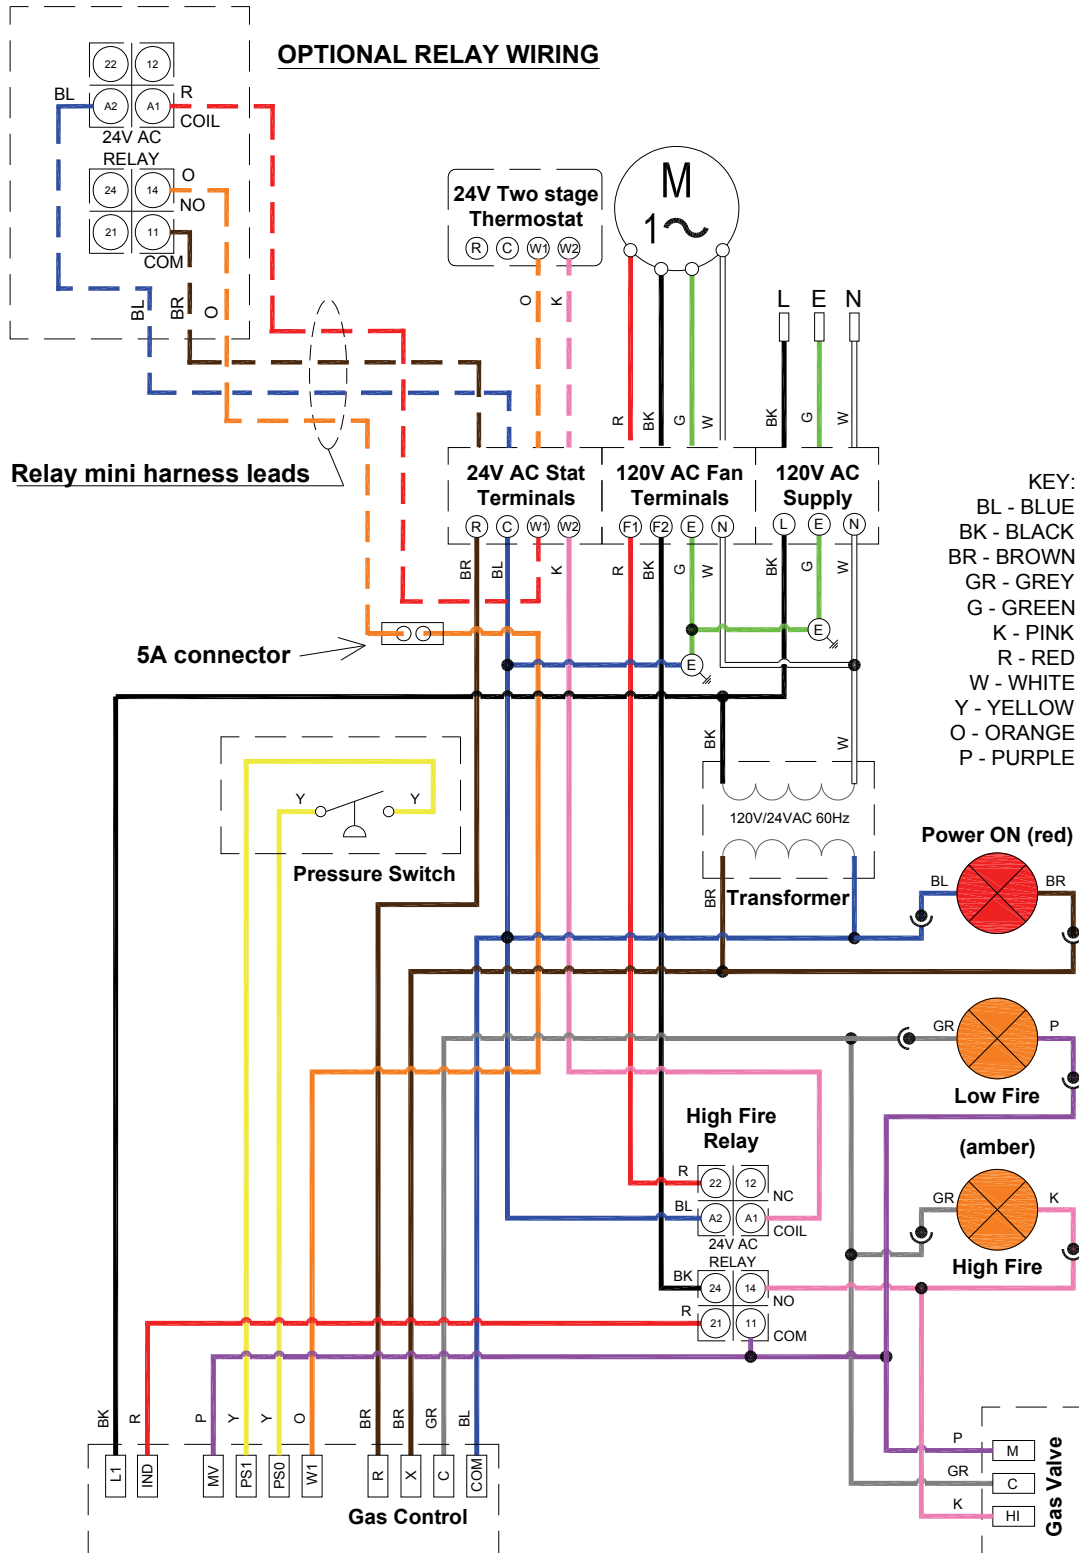 OPTIONAL RELAY WIRING
22 12
BL A2 A1 R
COIL
24V AC
RELAY
24 14 O
NO
21 11
COM
BL BR O
Relay mini harness leads
24V Two stage
Thermostat
R C W1 W2
O K
M
1~
L E N
R BK G W BK G W
24V AC Stat
Terminals
R C W1 W2
120V AC Fan
Terminals
F1 F2 E N
120V AC
Supply
L E N
BR BL K R BK G W BK G W
KEY:
BL - BLUE
BK - BLACK
BR - BROWN
GR - GREY
G - GREEN
K - PINK
R - RED
W - WHITE
Y - YELLOW
O - ORANGE
P - PURPLE
5A connector
E
E
BK W
120V/24VAC 60Hz
Transformer
BR
Y Y
Pressure Switch
Power ON (red)
BL BR
GR P
Low Fire
(amber)
GR K
High Fire
High Fire
Relay
R 22 12
NC
BL A2 A1
COIL
24V AC
RELAY
BK 24 14
NO
R 21 11
COM
BK R P Y Y O BR BR GR BL
L1 IND MV PS1 PS0 W1 R X C COM
Gas Control
P M
GR C
K HI
Gas Valve